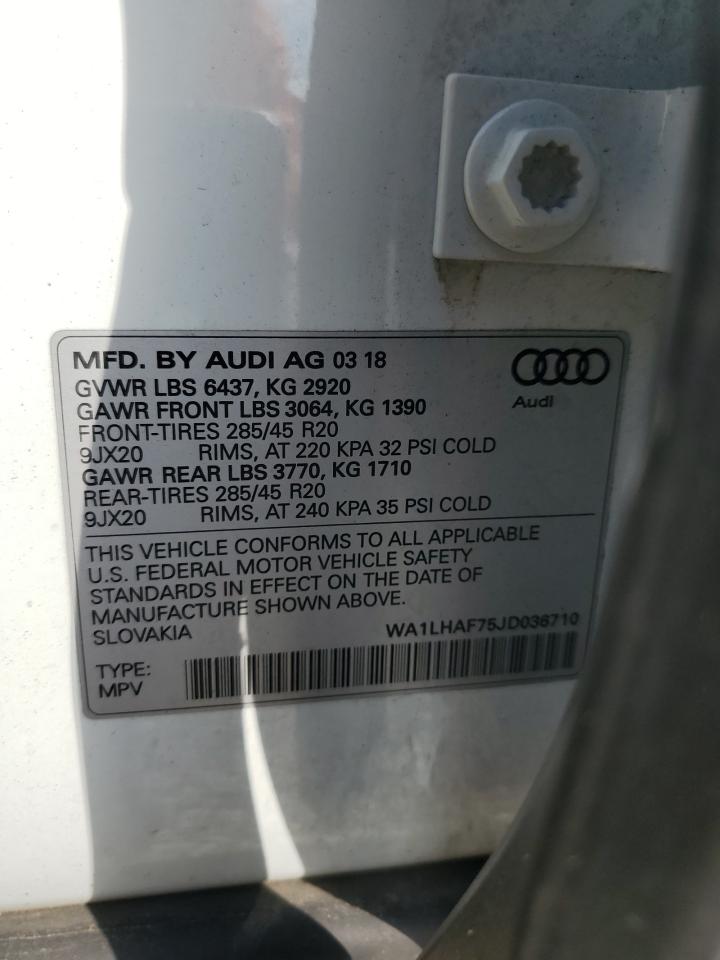 MFD. BY AUDI AG 03 18
Audi
GVWR LBS 6437, KG 2920
GAWR FRONT LBS 3064, KG 1390
FRONT-TIRES 285/45 R20
9JX20 RIMS, AT 220 KPA 32 PSI COLD
GAWR REAR LBS 3770, KG 1710
REAR-TIRES 285/45 R20
9JX20 RIMS, AT 240 KPA 35 PSI COLD
THIS VEHICLE CONFORMS TO ALL APPLICABLE
U.S. FEDERAL MOTOR VEHICLE SAFETY
STANDARDS IN EFFECT ON THE DATE OF
MANUFACTURE SHOWN ABOVE.
SLOVAKIA WA1LHAF75JD036710
TYPE:
MPV